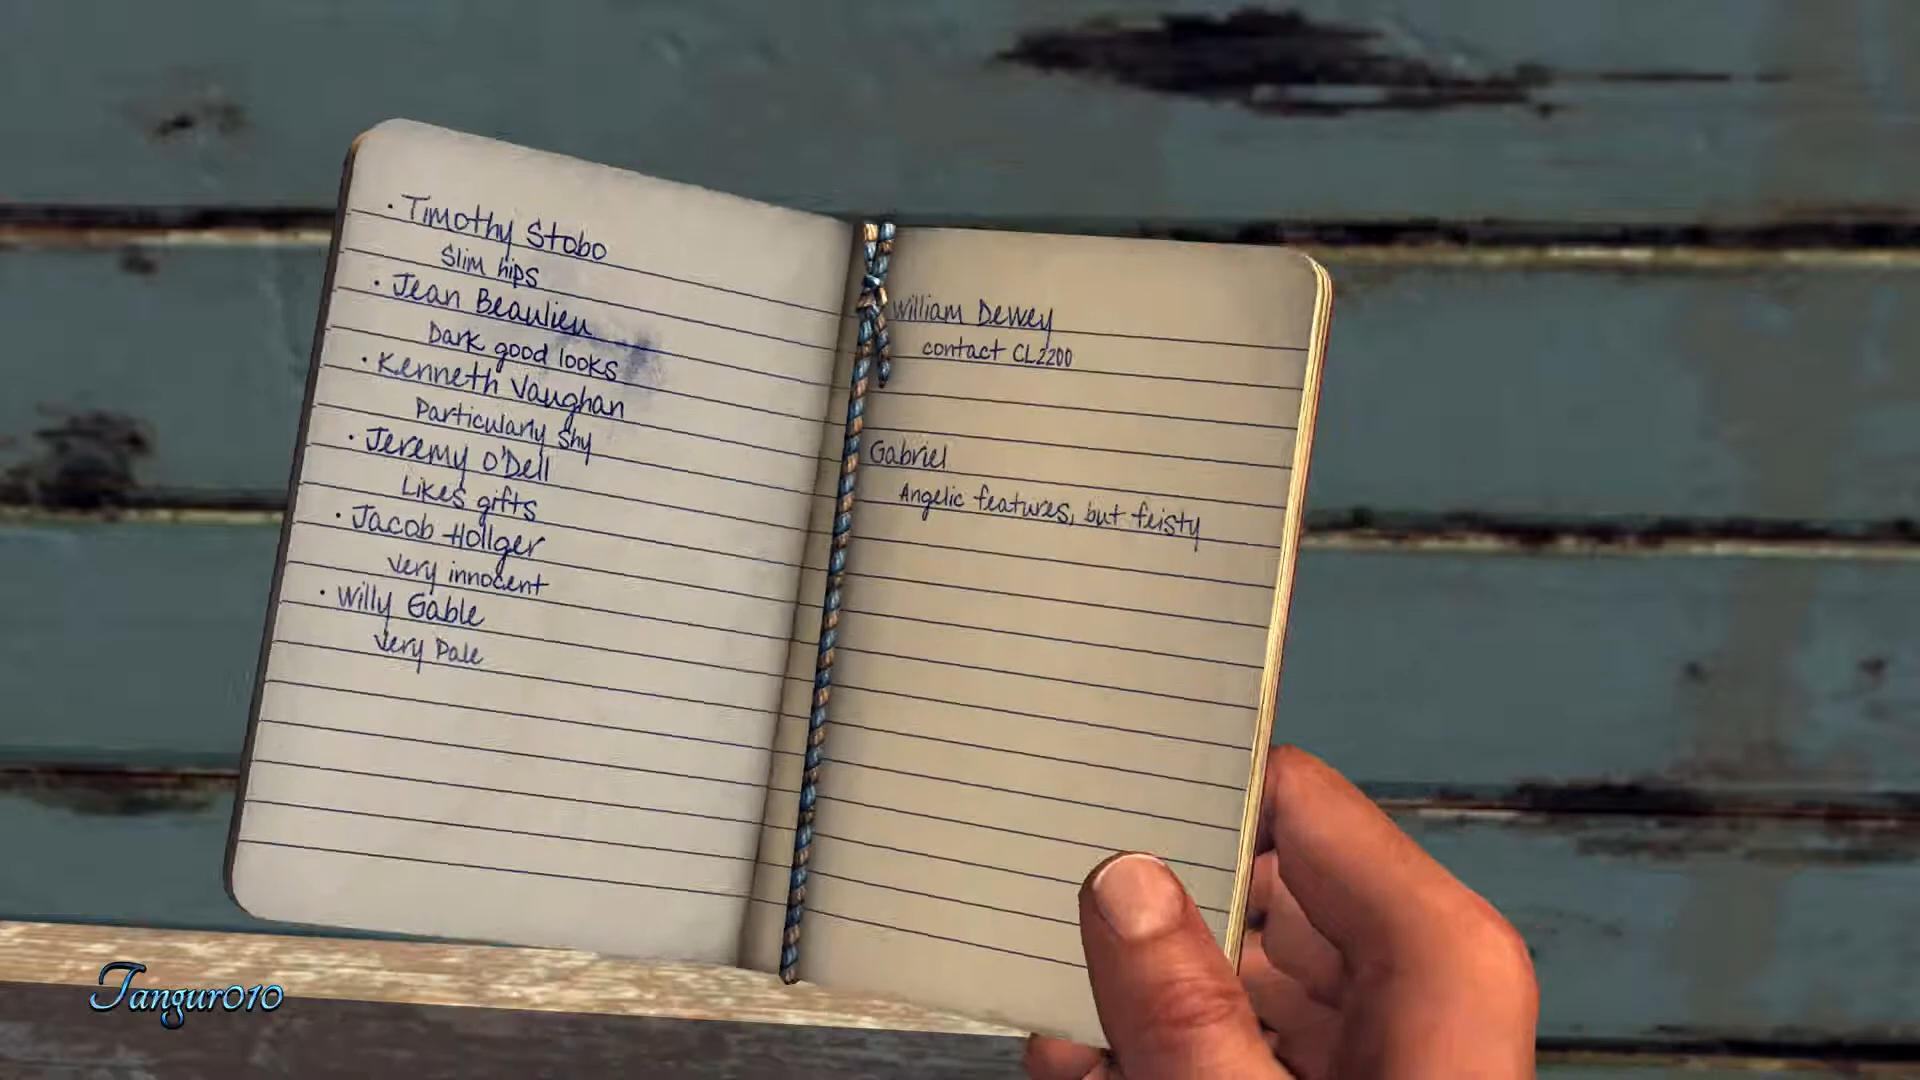 · Timothy Stobo
Slim hips
· Jean Beaulieu
Dark good looks
· Kenneth Vaughan
Particularly Shy
· Jeremy O'Dell
Likes gifts
· Jacob Hollger
Very innocent
· Willy Gable
Very Pale
William Dewey
contact CL2200
Gabriel
Angelic features, but feisty
Tangur010